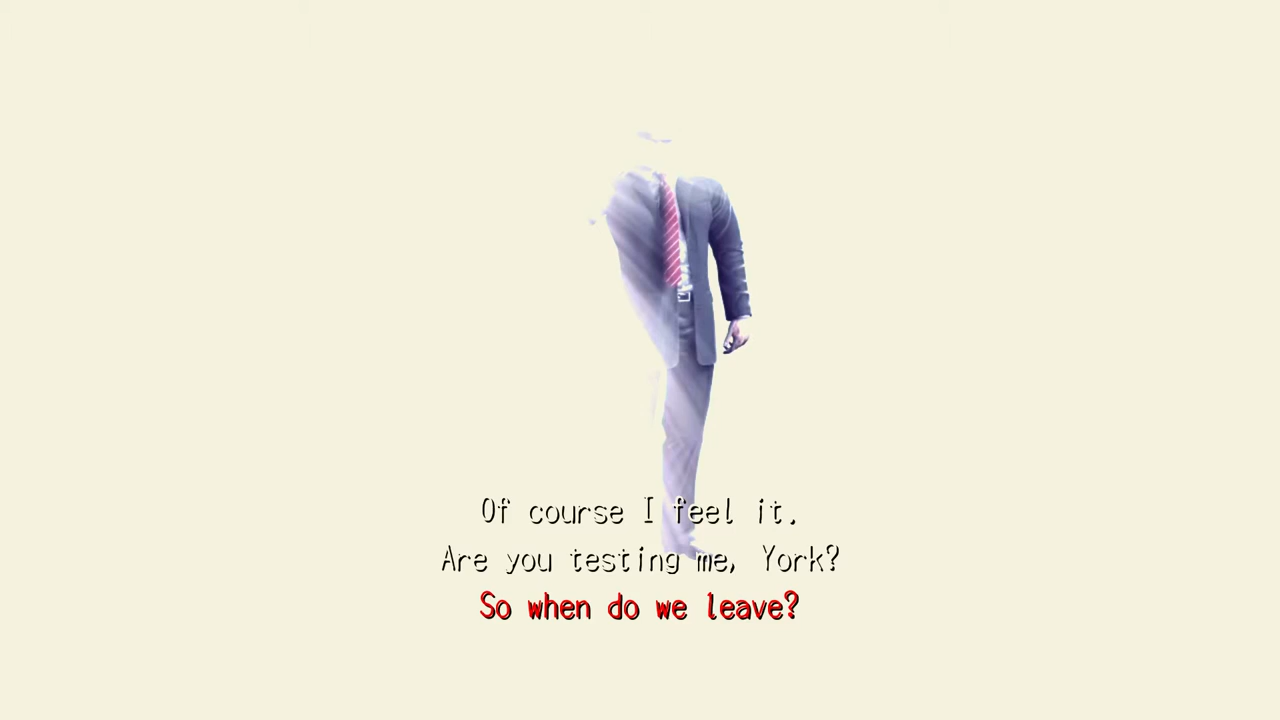 Of course I feel it.
Are you testing me, York?
So when do we leave?